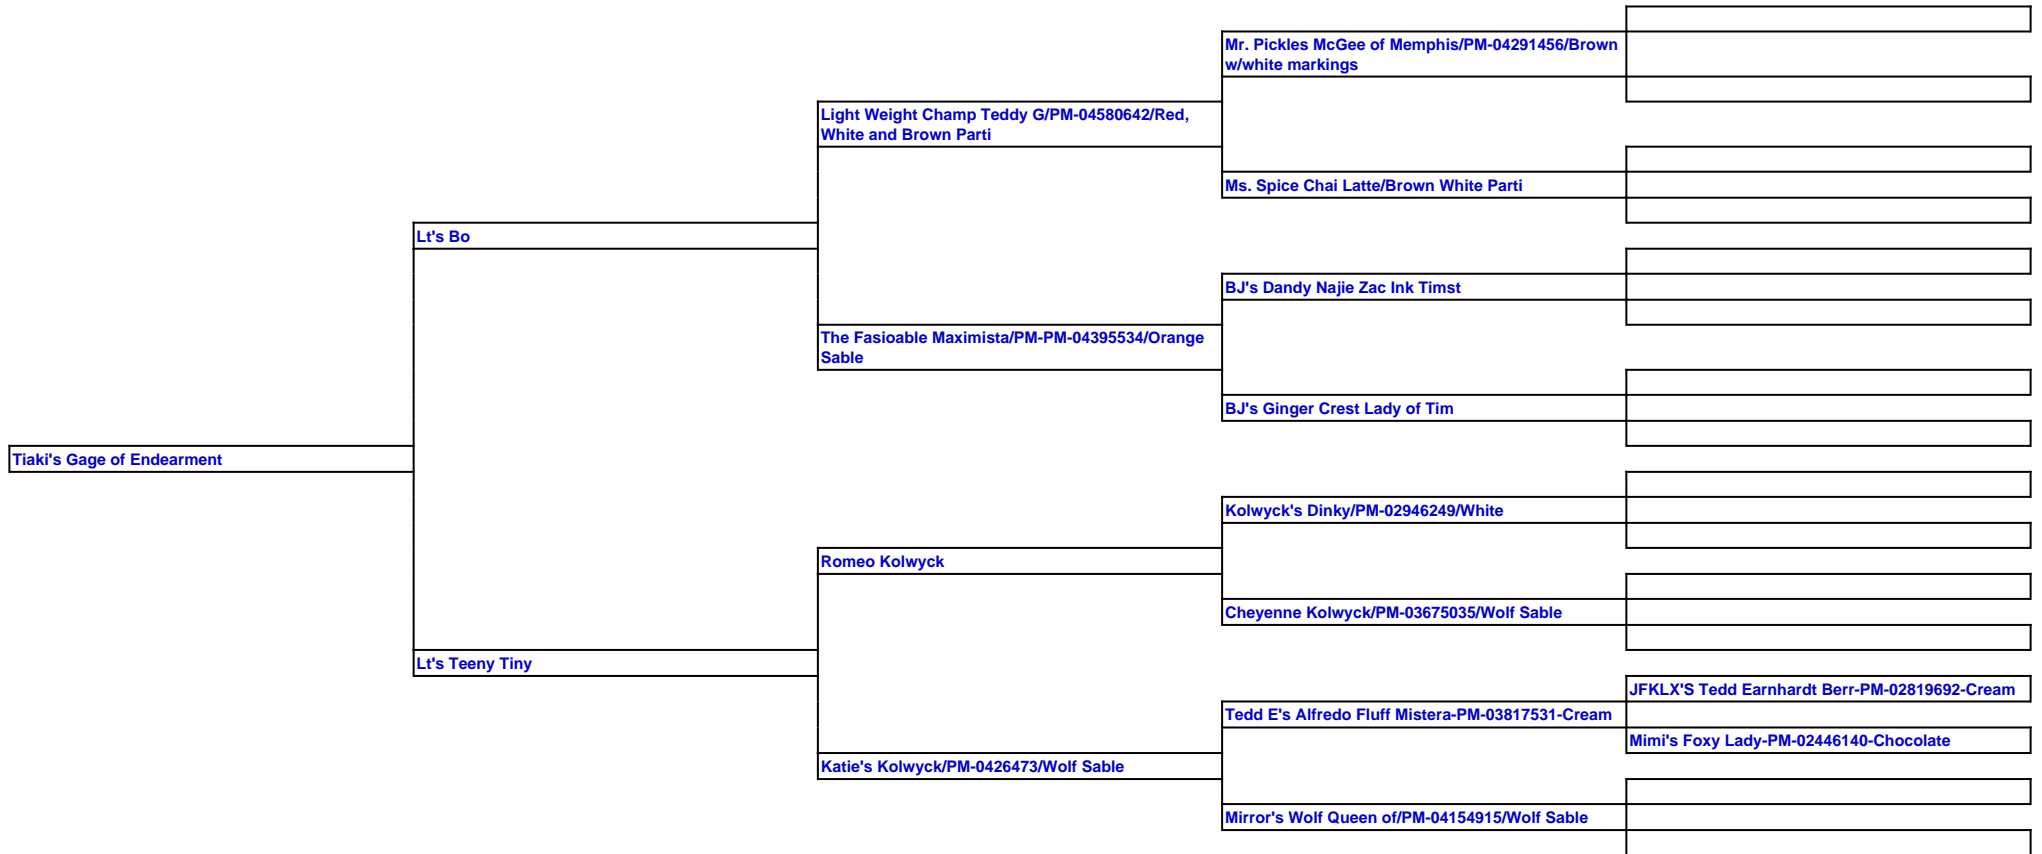 Mr. Pickles McGee of Memphis/PM-04291456/Brown
w/white markings
Light Weight Champ Teddy G/PM-04580642/Red,
White and Brown Parti
Ms. Spice Chai Latte/Brown White Parti
Lt's Bo
BJ's Dandy Najie Zac Ink Timst
The Fasioable Maximista/PM-PM-04395534/Orange
Sable
BJ's Ginger Crest Lady of Tim
Tiaki's Gage of Endearment
Kolwyck's Dinky/PM-02946249/White
Romeo Kolwyck
Cheyenne Kolwyck/PM-03675035/Wolf Sable
Lt's Teeny Tiny
JFKLX'S Tedd Earnhardt Berr-PM-02819692-Cream
Tedd E's Alfredo Fluff Mistera-PM-03817531-Cream
Mimi's Foxy Lady-PM-02446140-Chocolate
Katie's Kolwyck/PM-0426473/Wolf Sable
Mirror's Wolf Queen of/PM-04154915/Wolf Sable